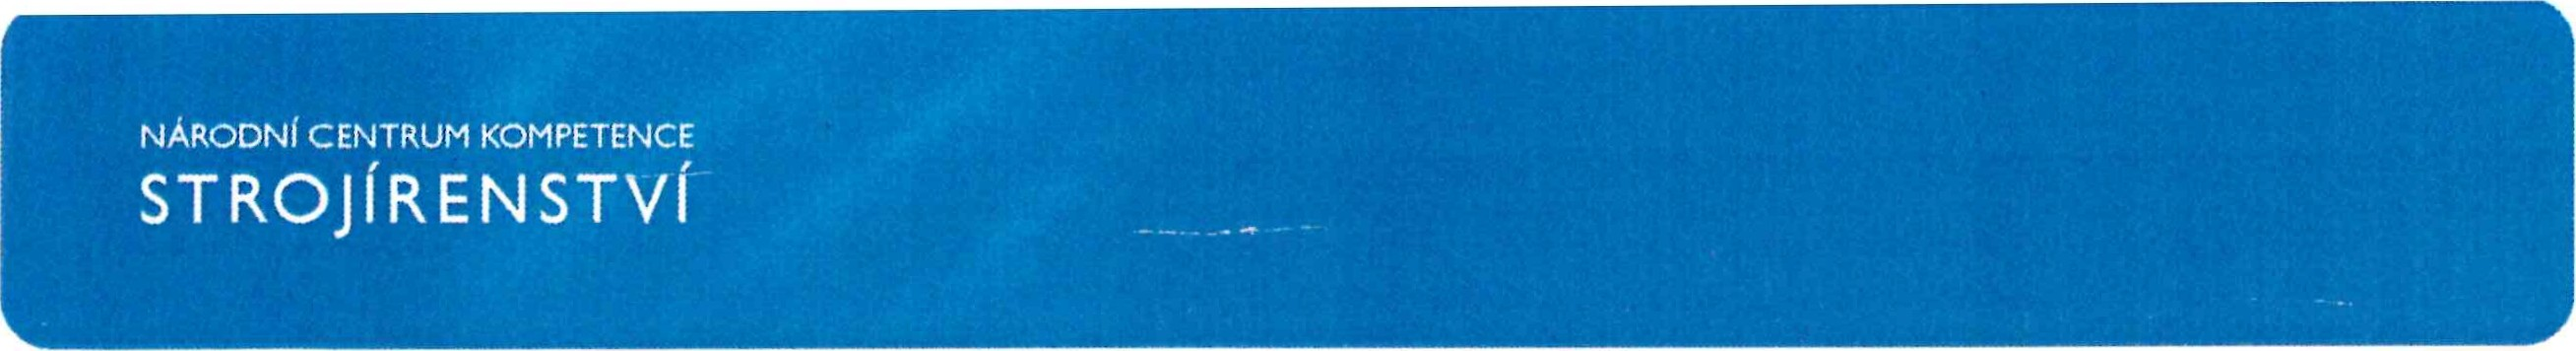 NÁRODNÍ CENTRUM KOMPETENCE
STROJÍRENSTVÍ